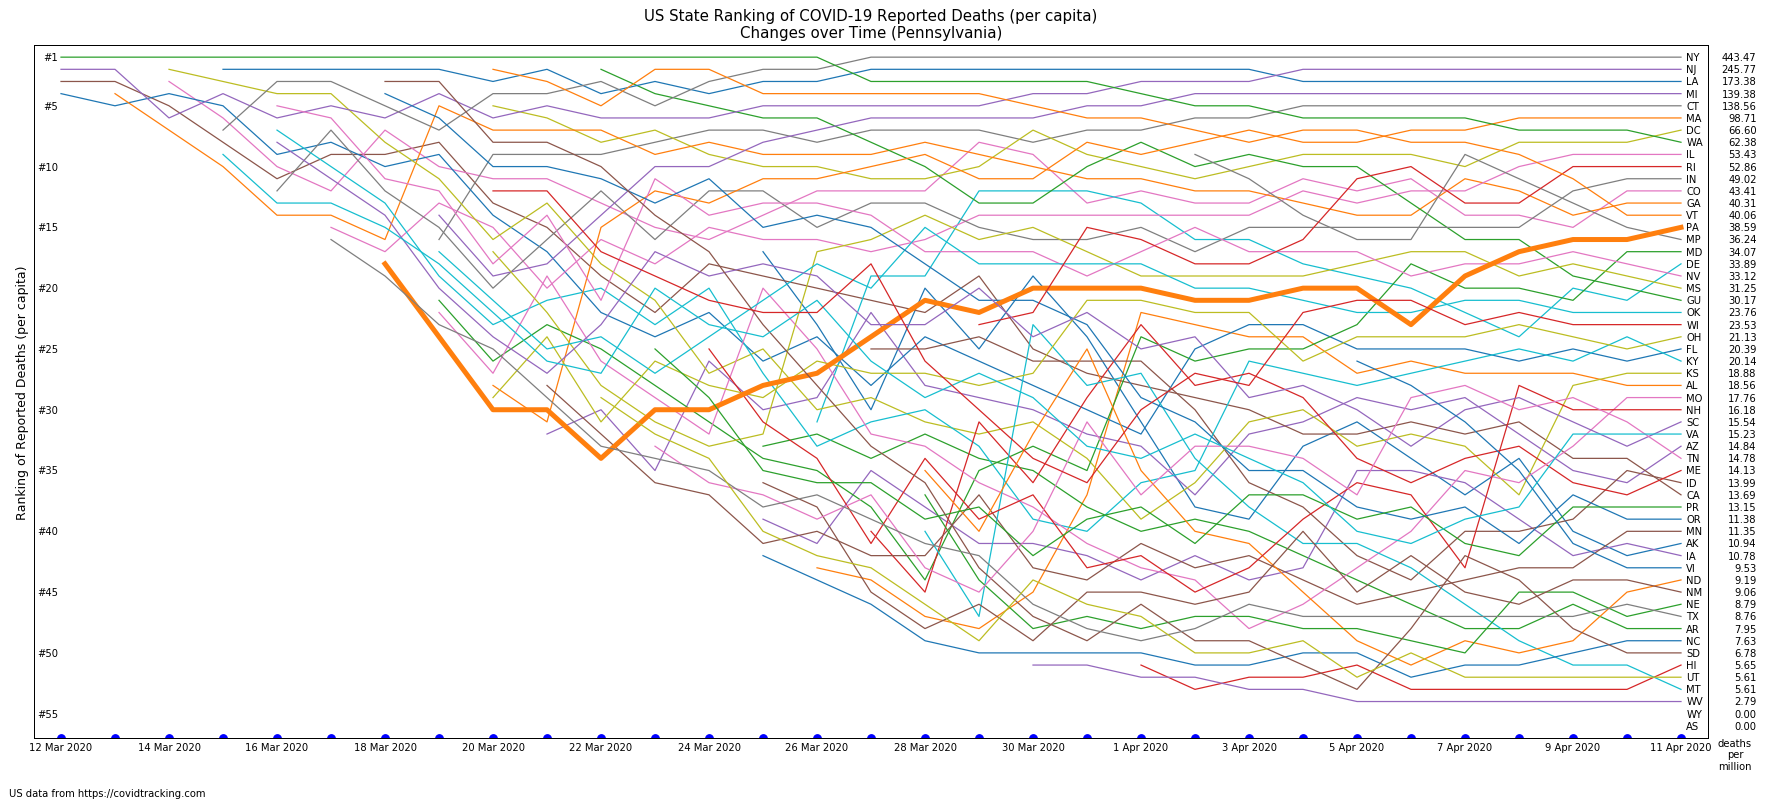 US State Ranking of COVID-19 Reported Deaths (per capita)
Changes over Time (Pennsylvania)
Ranking of Reported Deaths (per capita)
#1
#5
#10
#15
#20
#25
#30
#35
#40
#45
#50
#55
NY 443.47
NJ 245.77
LA 173.38
MI 139.38
CT 138.56
MA 98.71
DC 66.60
WA 62.38
IL 53.43
RI 52.86
IN 49.02
CO 43.41
GA 40.31
VT 40.06
PA 38.59
MP 36.24
MD 34.07
DE 33.89
NV 33.12
MS 31.25
GU 30.17
OK 23.76
WI 23.53
OH 21.13
FL 20.39
KY 20.14
KS 18.88
AL 18.56
MO 17.76
NH 16.18
SC 15.54
VA 15.23
AZ 14.84
TN 14.78
ME 14.13
ID 13.99
CA 13.69
PR 13.15
OR 11.38
MN 11.35
AK 10.94
IA 10.78
VI 9.53
ND 9.19
NM 9.06
NE 8.79
TX 8.76
AR 7.95
NC 7.63
SD 6.78
HI 5.65
UT 5.61
MT 5.61
WV 2.79
WY 0.00
AS 0.00
12 Mar 2020 14 Mar 2020 16 Mar 2020 18 Mar 2020 20 Mar 2020 22 Mar 2020 24 Mar 2020 26 Mar 2020 28 Mar 2020 30 Mar 2020 1 Apr 2020 3 Apr 2020 5 Apr 2020 7 Apr 2020 9 Apr 2020 11 Apr 2020
deaths
per
million
US data from https://covidtracking.com